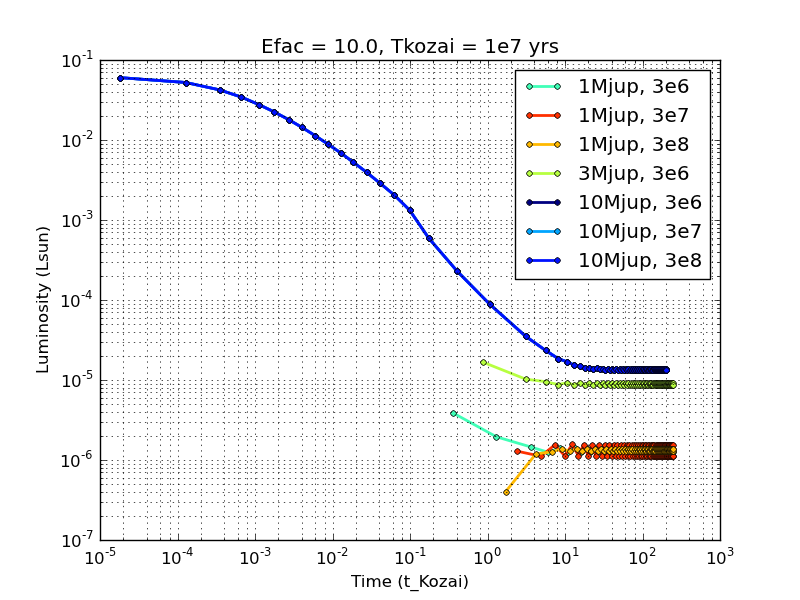 Efac = 10.0, Tkozai = 1e7 yrs
10^-1
10^-2
10^-3
10^-4
10^-5
10^-6
10^-7
Luminosity (Lsun)
1Mjup, 3e6
1Mjup, 3e7
1Mjup, 3e8
3Mjup, 3e6
10Mjup, 3e6
10Mjup, 3e7
10Mjup, 3e8
10^-5 10^-4 10^-3 10^-2 10^-1 10^0 10^1 10^2 10^3
Time (t_Kozai)